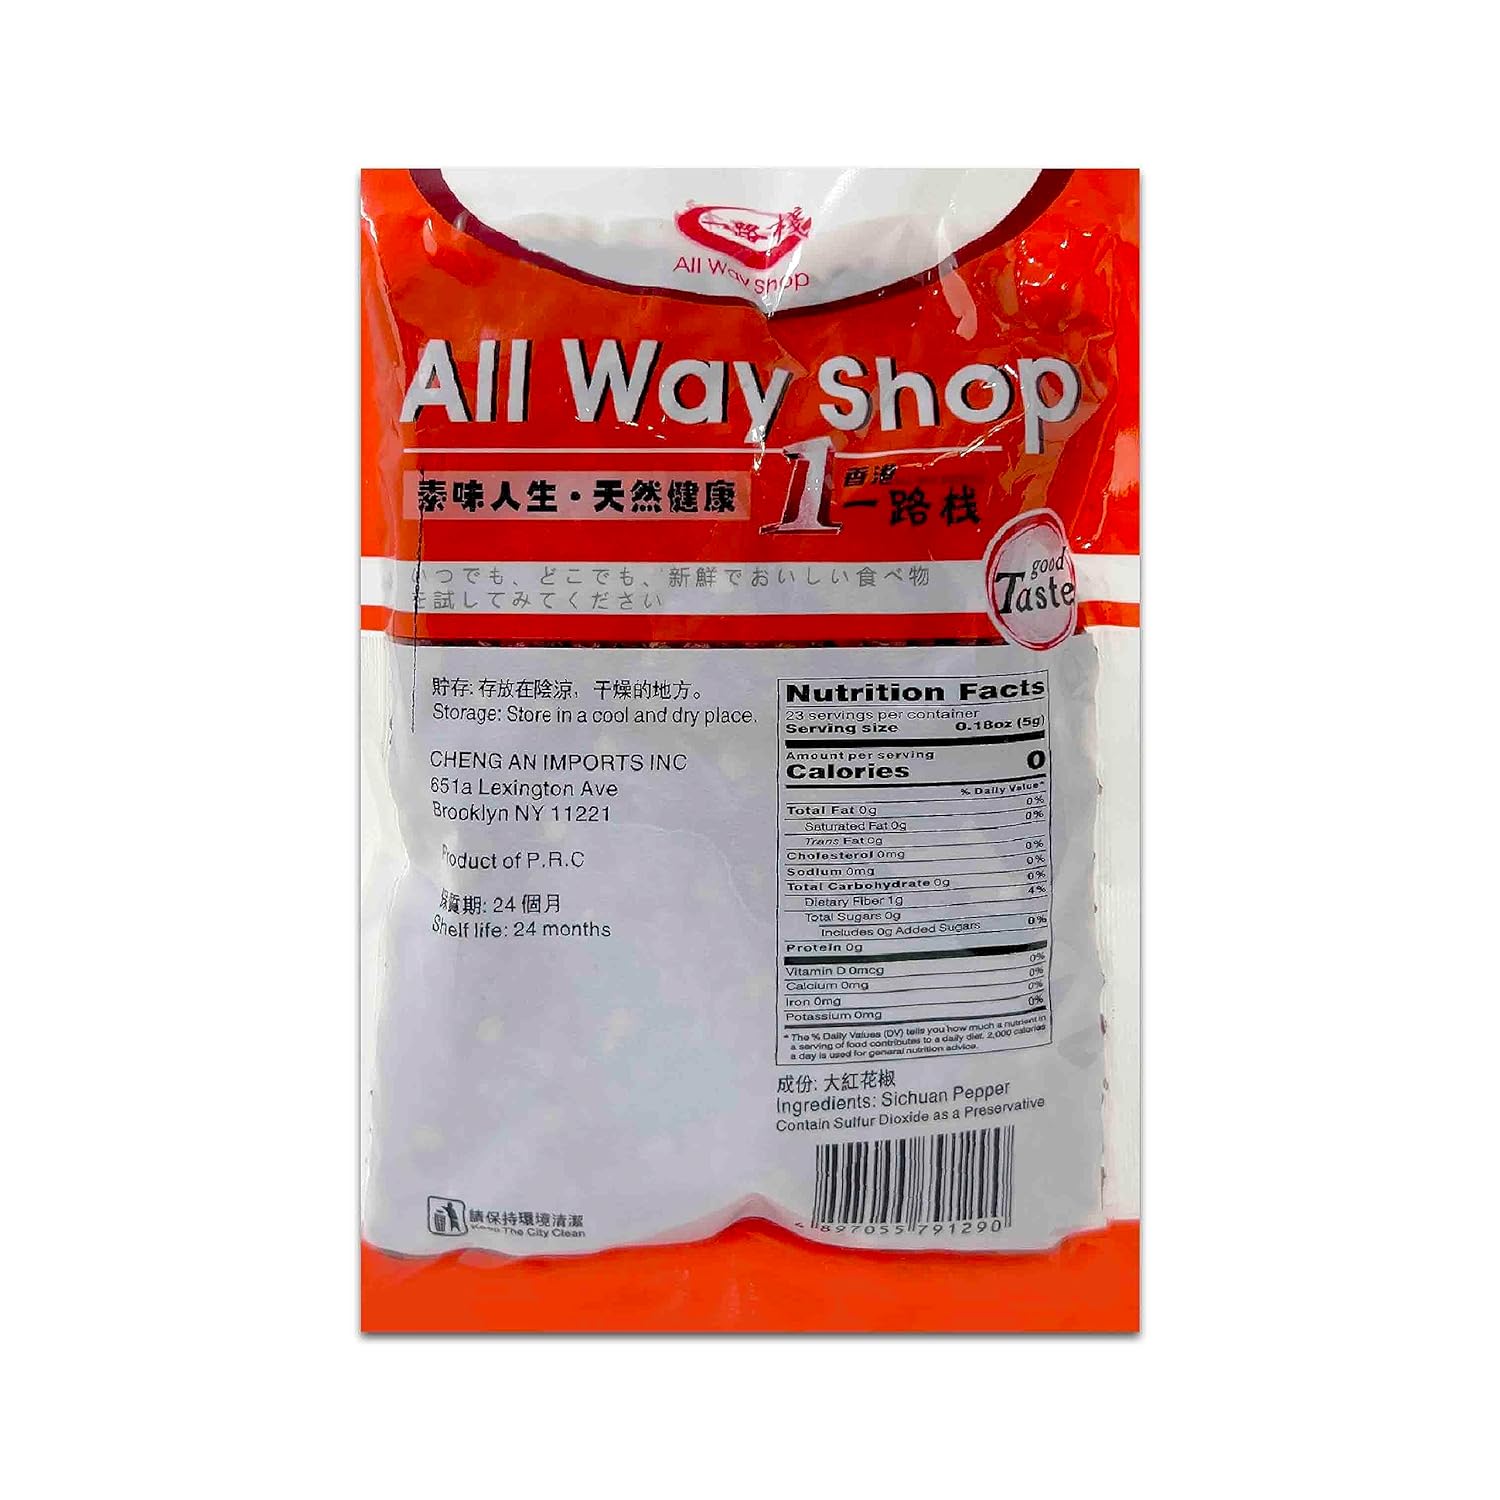 一路栈
All Way Shop
All Way Shop
素味人生·天然健康
1
香港
一路栈
いつでも、どこでも、新鮮でおいしい食べ物
を試してみてください
good
Taste
貯存: 存放在陰涼，干燥的地方。
Storage: Store in a cool and dry place.
CHENG AN IMPORTS INC
651a Lexington Ave
Brooklyn NY 11221
Product of P.R.C
保質期: 24 個月
Shelf life: 24 months
請保持環境清潔
Keep The City Clean
Nutrition Facts
23 servings per container
Serving size 0.18oz (5g)
Amount per serving
Calories 0
% Daily Value*
Total Fat 0g 0%
Saturated Fat 0g 0%
Trans Fat 0g
Cholesterol 0mg 0%
Sodium 0mg 0%
Total Carbohydrate 0g 0%
Dietary Fiber 1g 4%
Total Sugars 0g
Includes 0g Added Sugars 0%
Protein 0g
Vitamin D 0mcg 0%
Calcium 0mg 0%
Iron 0mg 0%
Potassium 0mg 0%
* The % Daily Values (DV) tells you how much a nutrient in
a serving of food contributes to a daily diet. 2,000 calories
a day is used for general nutrition advice.
成份: 大紅花椒
Ingredients: Sichuan Pepper
Contain Sulfur Dioxide as a Preservative
4 897055 791290